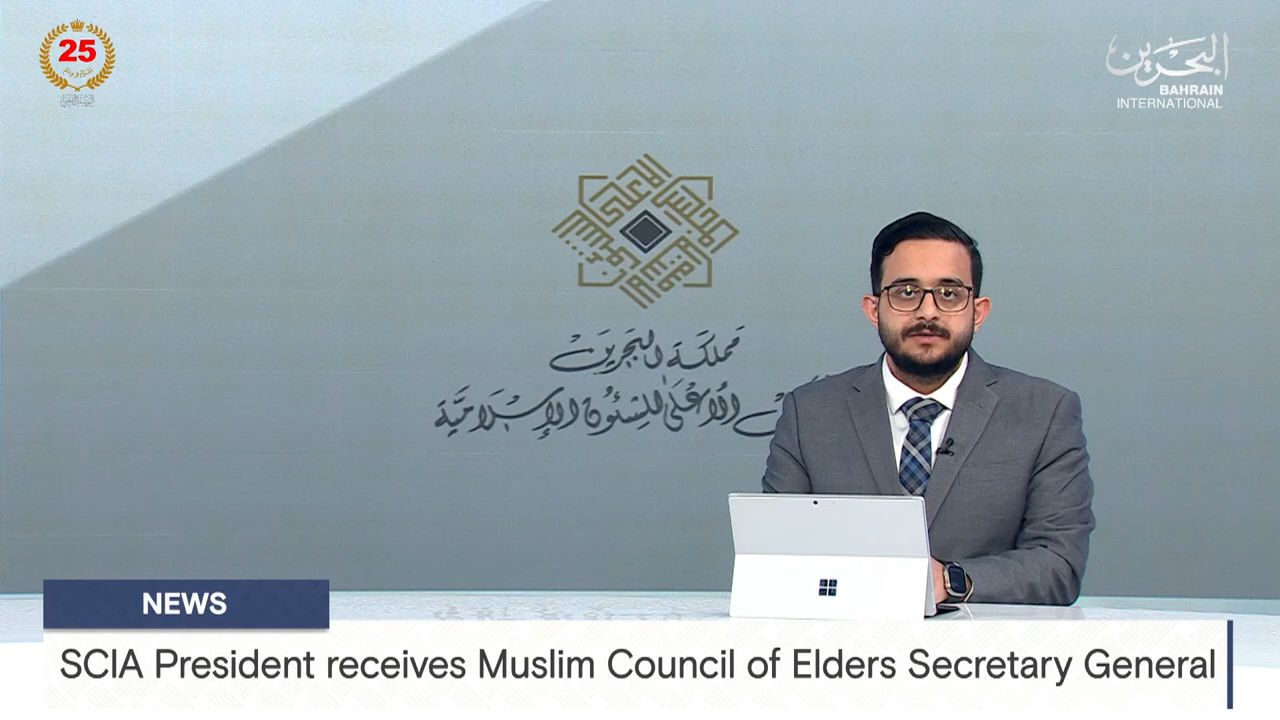 25
البحرين
BAHRAIN
INTERNATIONAL
مملكة البحرين
الأعلى للشئون الإسلامية
NEWS
SCIA President receives Muslim Council of Elders Secretary General